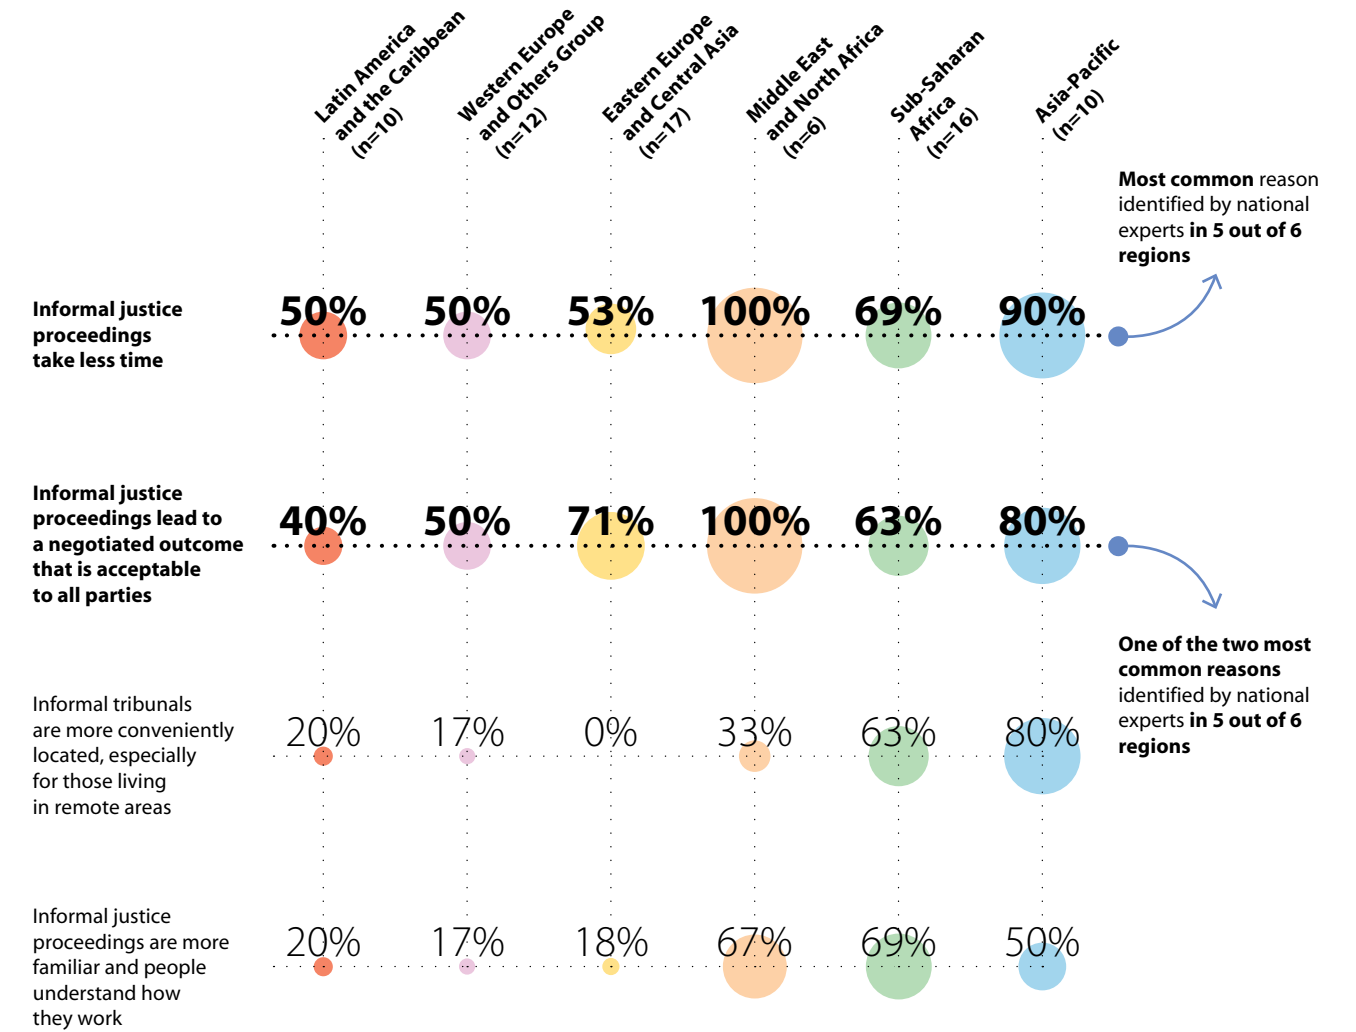 Latin America
and the Caribbean
(n=10)
Western Europe
and Others Group
(n=12)
Eastern Europe
and Central Asia
(n=17)
Middle East
and North Africa
(n=6)
Sub-Saharan
Africa
(n=16)
Asia-Pacific
(n=10)
Most common reason
identified by national
experts in 5 out of 6
regions
Informal justice
proceedings
take less time
50% 50% 53% 100% 69% 90%
Informal justice
proceedings lead to
a negotiated outcome
that is acceptable
to all parties
40% 50% 71% 100% 63% 80%
One of the two most
common reasons
identified by national
experts in 5 out of 6
regions
Informal tribunals
are more conveniently
located, especially
for those living
in remote areas
20% 17% 0% 33% 63% 80%
Informal justice
proceedings are more
familiar and people
understand how
they work
20% 17% 18% 67% 69% 50%